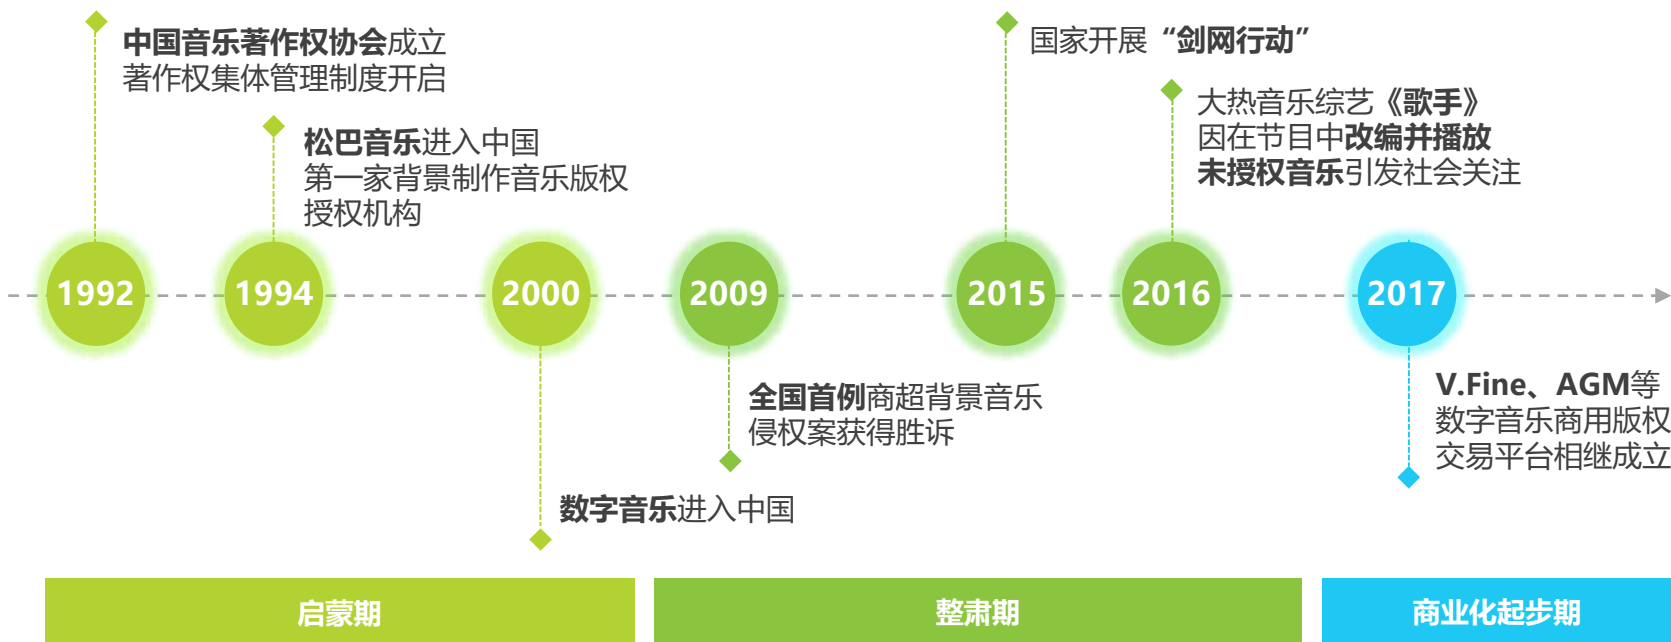 中国音乐著作权协会成立
著作权集体管理制度开启
松巴音乐进入中国
第一家背景制作音乐版权
授权机构
国家开展“剑网行动”
大热音乐综艺《歌手》
因在节目中改编并播放
未授权音乐引发社会关注
1992
1994
2000
2009
2015
2016
2017
全国首例商超背景音乐
侵权案获得胜诉
数字音乐进入中国
V.Fine、AGM等
数字音乐商用版权
交易平台相继成立
启蒙期
整肃期
商业化起步期